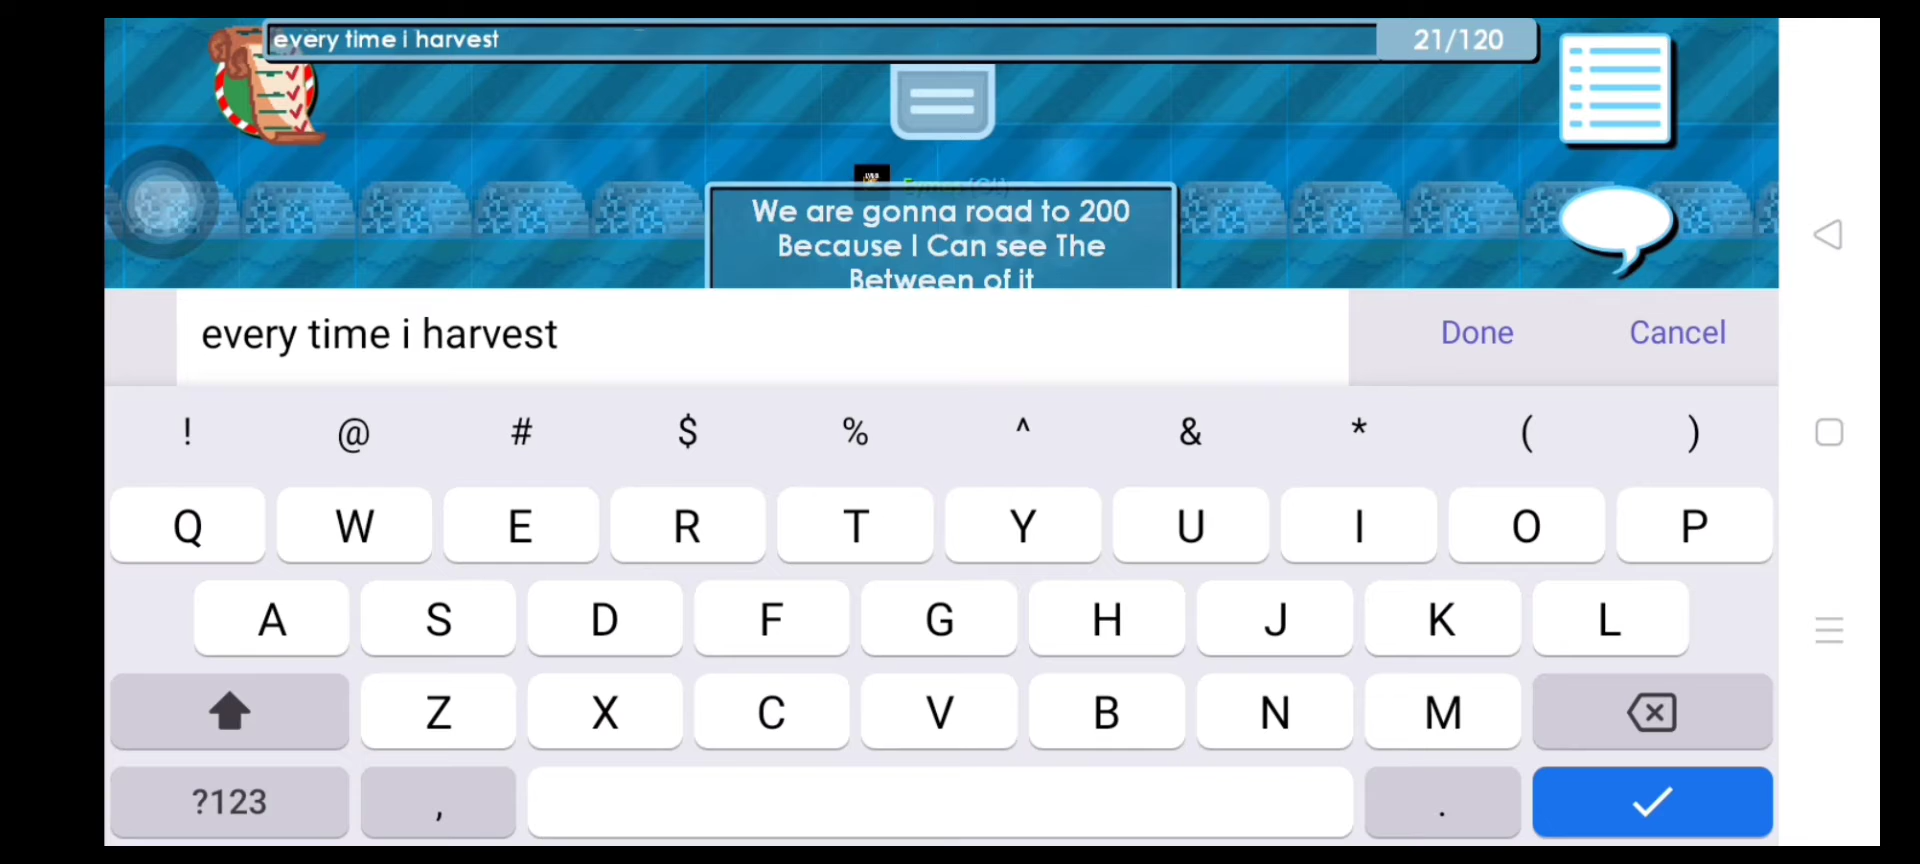 every time i harvest
21/120
We are gonna road to 200
Because I Can see The
Between of it
every time i harvest
Done
Cancel
! @ # $ % ^ & * ( )
Q W E R T Y U I O P
A S D F G H J K L
Z X C V B N M
?123 , .